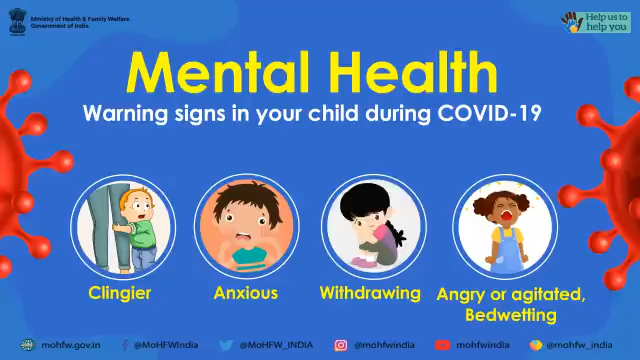 Ministry of Health & Family Welfare
Government of India
Help us to
help you
Mental Health
Warning signs in your child during COVID-19
Clingier
Anxious
Withdrawing
Angry or agitated,
Bedwetting
mohfw.gov.in
@MoHFWIndia
@MoHFW_INDIA
@mohfwindia
mohfwindia
@mohfw_india